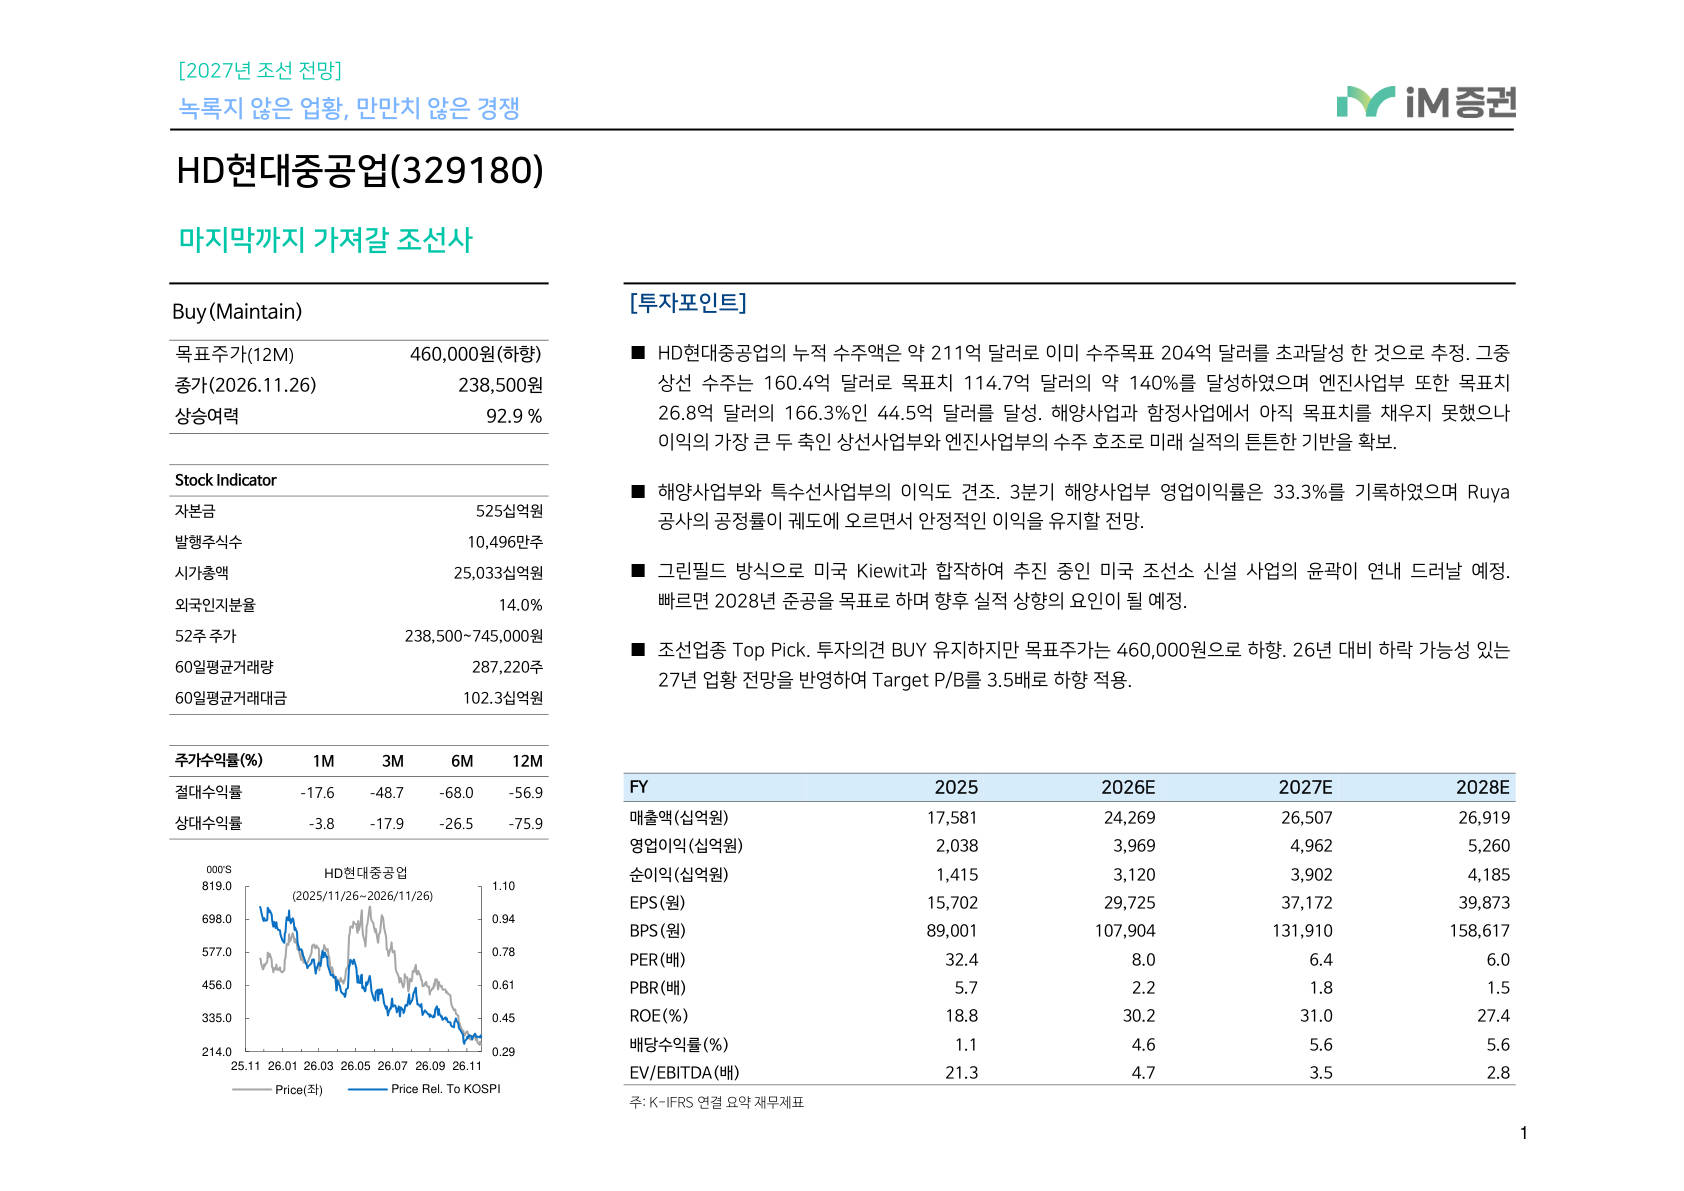 [2027년 조선 전망]
녹록지 않은 업황, 만만치 않은 경쟁
iM증권
HD현대중공업(329180)
마지막까지 가져갈 조선사
Buy(Maintain)
목표주가(12M) 460,000원(하향)
종가(2026.11.26) 238,500원
상승여력 92.9 %
Stock Indicator
자본금 525십억원
발행주식수 10,496만주
시가총액 25,033십억원
외국인지분율 14.0%
52주 주가 238,500~745,000원
60일평균거래량 287,220주
60일평균거래대금 102.3십억원
주가수익률(%) 1M 3M 6M 12M
절대수익률 -17.6 -48.7 -68.0 -56.9
상대수익률 -3.8 -17.9 -26.5 -75.9
000'S
HD현대중공업
(2025/11/26~2026/11/26)
819.0 1.10
698.0 0.94
577.0 0.78
456.0 0.61
335.0 0.45
214.0 0.29
25.11 26.01 26.03 26.05 26.07 26.09 26.11
Price(좌) Price Rel. To KOSPI
[투자포인트]
■ HD현대중공업의 누적 수주액은 약 211억 달러로 이미 수주목표 204억 달러를 초과달성 한 것으로 추정. 그중
상선 수주는 160.4억 달러로 목표치 114.7억 달러의 약 140%를 달성하였으며 엔진사업부 또한 목표치
26.8억 달러의 166.3%인 44.5억 달러를 달성. 해양사업과 함정사업에서 아직 목표치를 채우지 못했으나
이익의 가장 큰 두 축인 상선사업부와 엔진사업부의 수주 호조로 미래 실적의 튼튼한 기반을 확보.
■ 해양사업부와 특수선사업부의 이익도 견조. 3분기 해양사업부 영업이익률은 33.3%를 기록하였으며 Ruya
공사의 공정률이 궤도에 오르면서 안정적인 이익을 유지할 전망.
■ 그린필드 방식으로 미국 Kiewit과 합작하여 추진 중인 미국 조선소 신설 사업의 윤곽이 연내 드러날 예정.
빠르면 2028년 준공을 목표로 하며 향후 실적 상향의 요인이 될 예정.
■ 조선업종 Top Pick. 투자의견 BUY 유지하지만 목표주가는 460,000원으로 하향. 26년 대비 하락 가능성 있는
27년 업황 전망을 반영하여 Target P/B를 3.5배로 하향 적용.
FY 2025 2026E 2027E 2028E
매출액(십억원) 17,581 24,269 26,507 26,919
영업이익(십억원) 2,038 3,969 4,962 5,260
순이익(십억원) 1,415 3,120 3,902 4,185
EPS(원) 15,702 29,725 37,172 39,873
BPS(원) 89,001 107,904 131,910 158,617
PER(배) 32.4 8.0 6.4 6.0
PBR(배) 5.7 2.2 1.8 1.5
ROE(%) 18.8 30.2 31.0 27.4
배당수익률(%) 1.1 4.6 5.6 5.6
EV/EBITDA(배) 21.3 4.7 3.5 2.8
주: K-IFRS 연결 요약 재무제표
1